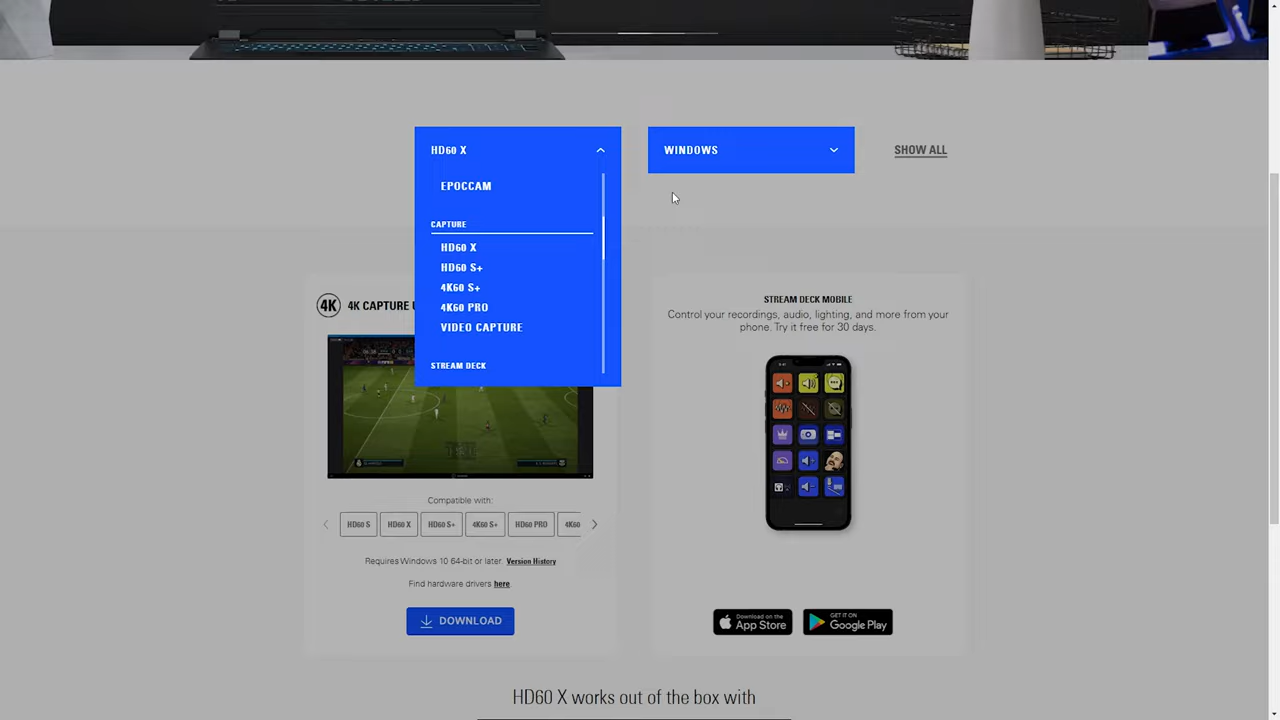 HD60 X
WINDOWS
SHOW ALL
EPOCCAM
CAPTURE
HD60 X
HD60 S+
4K60 S+
4K60 PRO
VIDEO CAPTURE
STREAM DECK
4K
4K CAPTURE
Compatible with:
HD60 S
HD60 X
HD60 S+
4K60 S+
HD60 PRO
4K60
Requires Windows 10 64-bit or later. Version History
Find hardware drivers here.
DOWNLOAD
STREAM DECK MOBILE
Control your recordings, audio, lighting, and more from your
phone. Try it free for 30 days.
Download on the
App Store
GET IT ON
Google Play
HD60 X works out of the box with